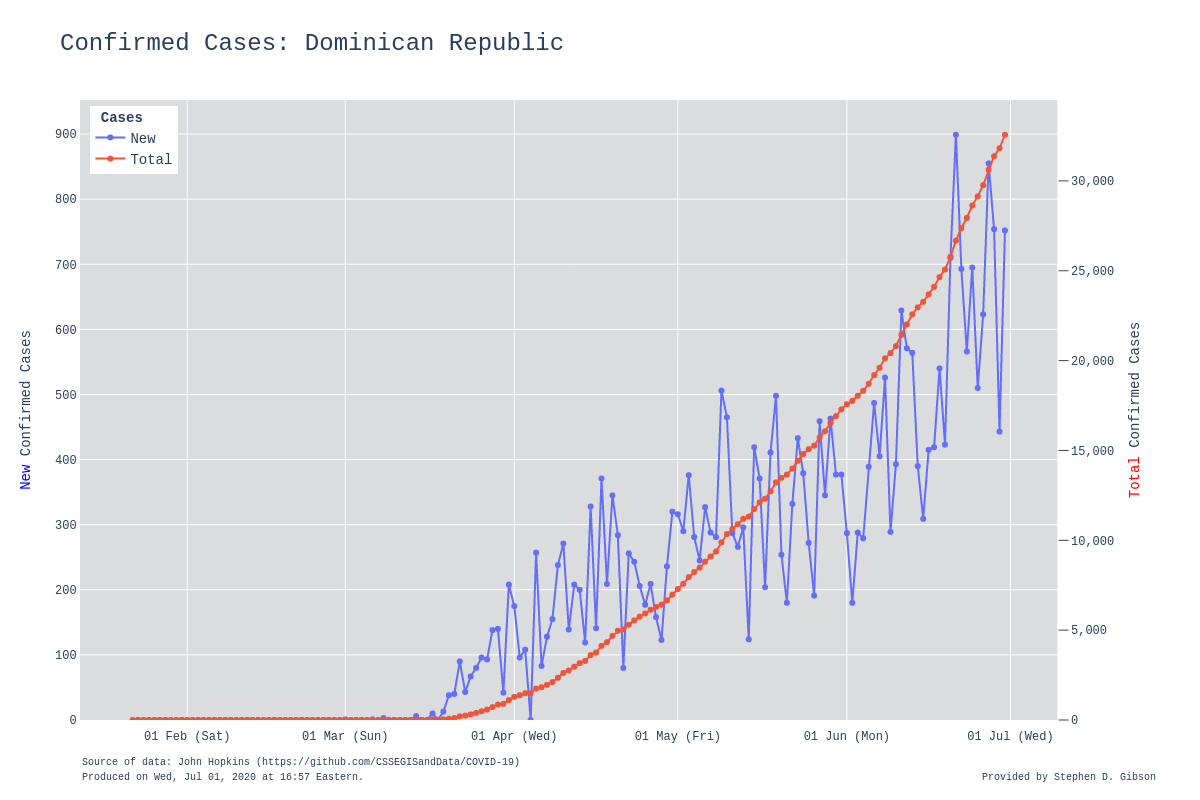 Confirmed Cases: Dominican Republic
Cases
New
Total
900
800
700
600
500
400
300
200
100
0
New Confirmed Cases
30,000
25,000
20,000
15,000
10,000
5,000
0
Total Confirmed Cases
01 Feb (Sat) 01 Mar (Sun) 01 Apr (Wed) 01 May (Fri) 01 Jun (Mon) 01 Jul (Wed)
Source of data: John Hopkins (https://github.com/CSSEGISandData/COVID-19)
Produced on Wed, Jul 01, 2020 at 16:57 Eastern.
Provided by Stephen D. Gibson